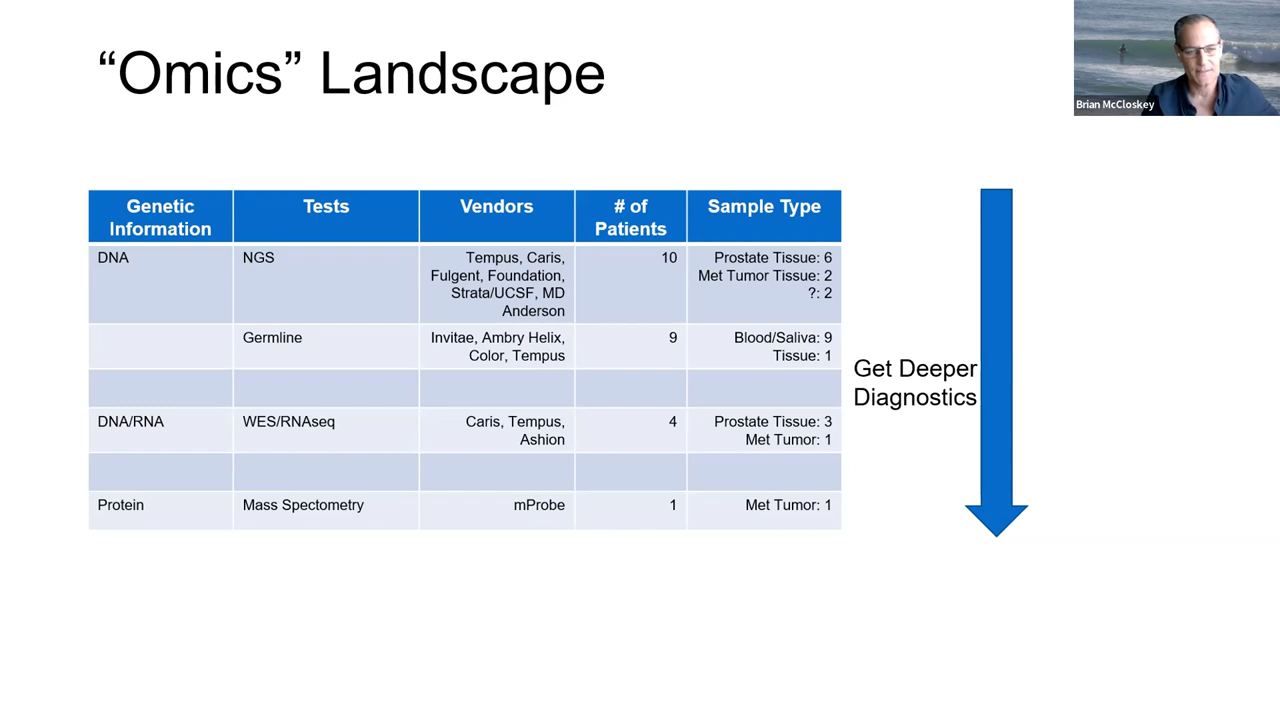 “Omics” Landscape
Brian McCloskey
Genetic Information
Tests
Vendors
# of Patients
Sample Type
DNA
NGS
Tempus, Caris,
Fulgent, Foundation,
Strata/UCSF, MD
Anderson
10
Prostate Tissue: 6
Met Tumor Tissue: 2
?: 2
Germline
Invitae, Ambry Helix,
Color, Tempus
9
Blood/Saliva: 9
Tissue: 1
DNA/RNA
WES/RNAseq
Caris, Tempus,
Ashion
4
Prostate Tissue: 3
Met Tumor: 1
Protein
Mass Spectometry
mProbe
1
Met Tumor: 1
Get Deeper
Diagnostics